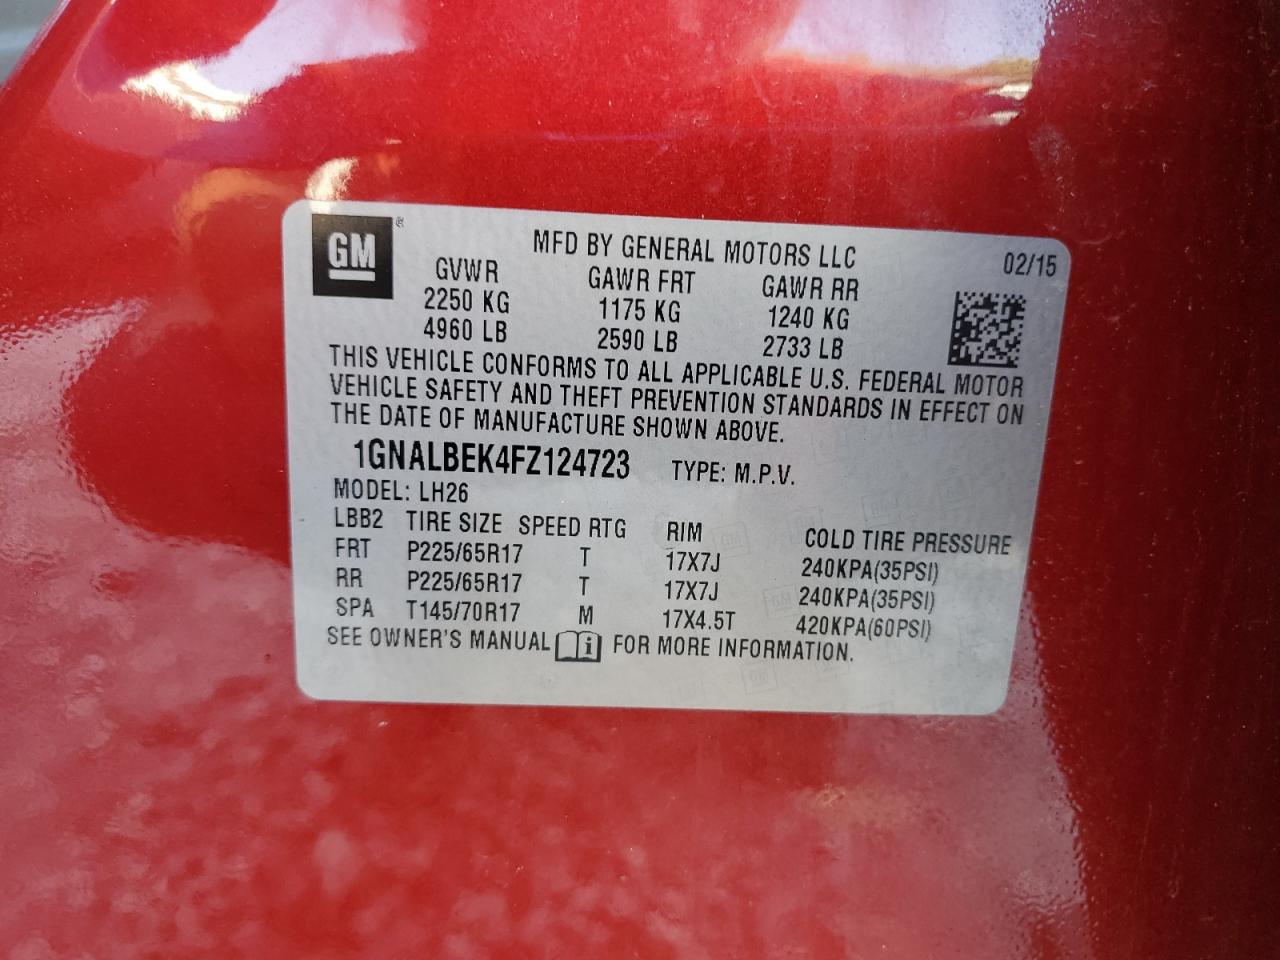 GM ®
MFD BY GENERAL MOTORS LLC 02/15
GVWR GAWR FRT GAWR RR
2250 KG 1175 KG 1240 KG
4960 LB 2590 LB 2733 LB
THIS VEHICLE CONFORMS TO ALL APPLICABLE U.S. FEDERAL MOTOR
VEHICLE SAFETY AND THEFT PREVENTION STANDARDS IN EFFECT ON
THE DATE OF MANUFACTURE SHOWN ABOVE.
1GNALBEK4FZ124723 TYPE: M.P.V.
MODEL: LH26
LBB2 TIRE SIZE SPEED RTG RIM COLD TIRE PRESSURE
FRT P225/65R17 T 17X7J 240KPA(35PSI)
RR P225/65R17 T 17X7J 240KPA(35PSI)
SPA T145/70R17 M 17X4.5T 420KPA(60PSI)
SEE OWNER'S MANUAL i FOR MORE INFORMATION.